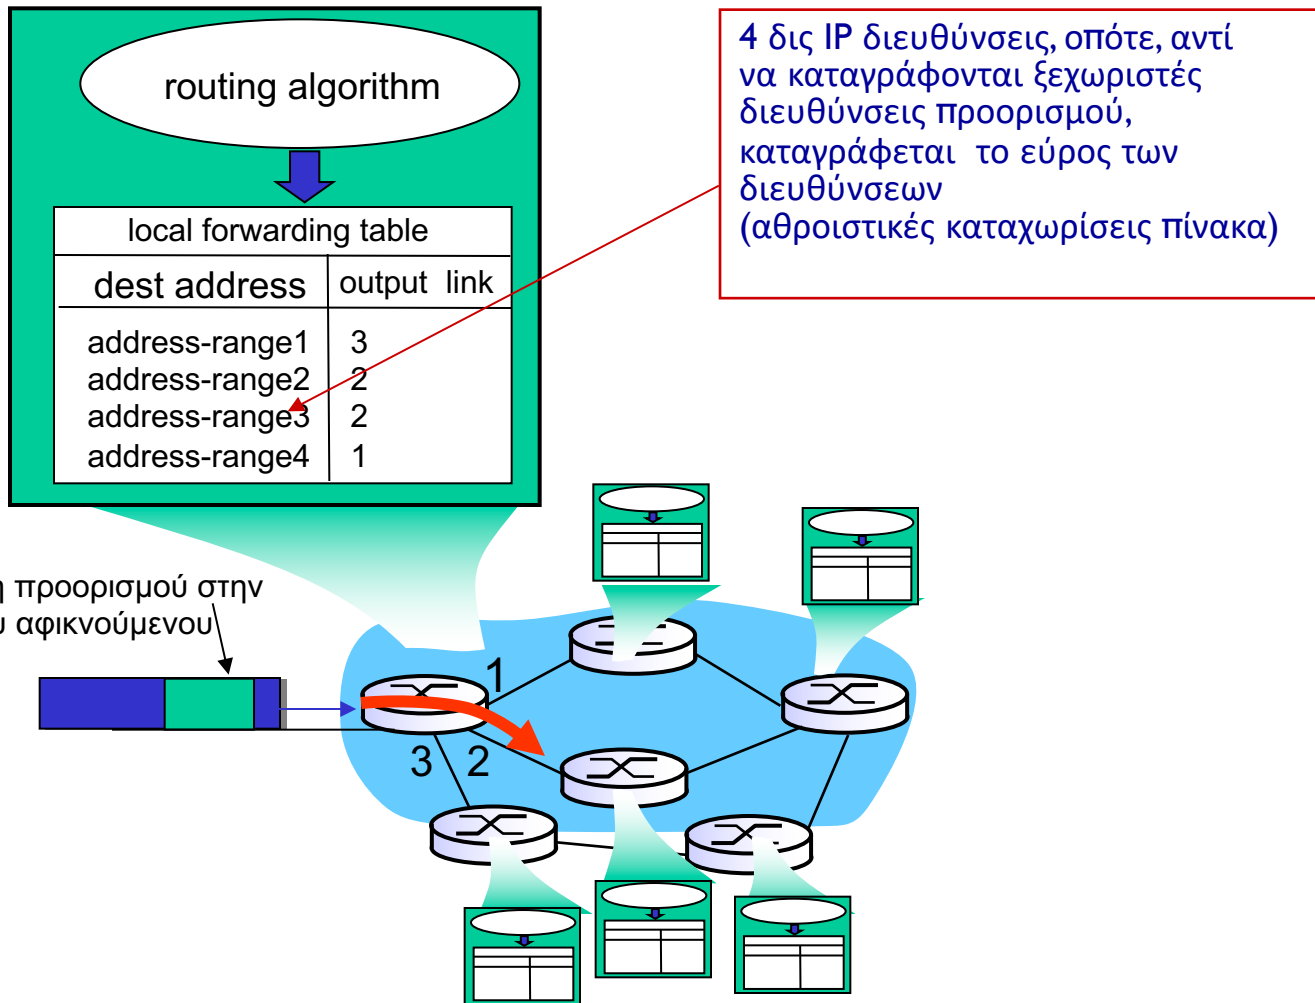 routing algorithm
local forwarding table
dest address output link
address-range1 3
address-range2 2
address-range3 2
address-range4 1
4 δις IP διευθύνσεις, οπότε, αντί
να καταγράφονται ξεχωριστές
διευθύνσεις προορισμού,
καταγράφεται το εύρος των
διευθύνσεων
(αθροιστικές καταχωρίσεις πίνακα)
προορισμού στην
αφικνούμενου
1
3 2